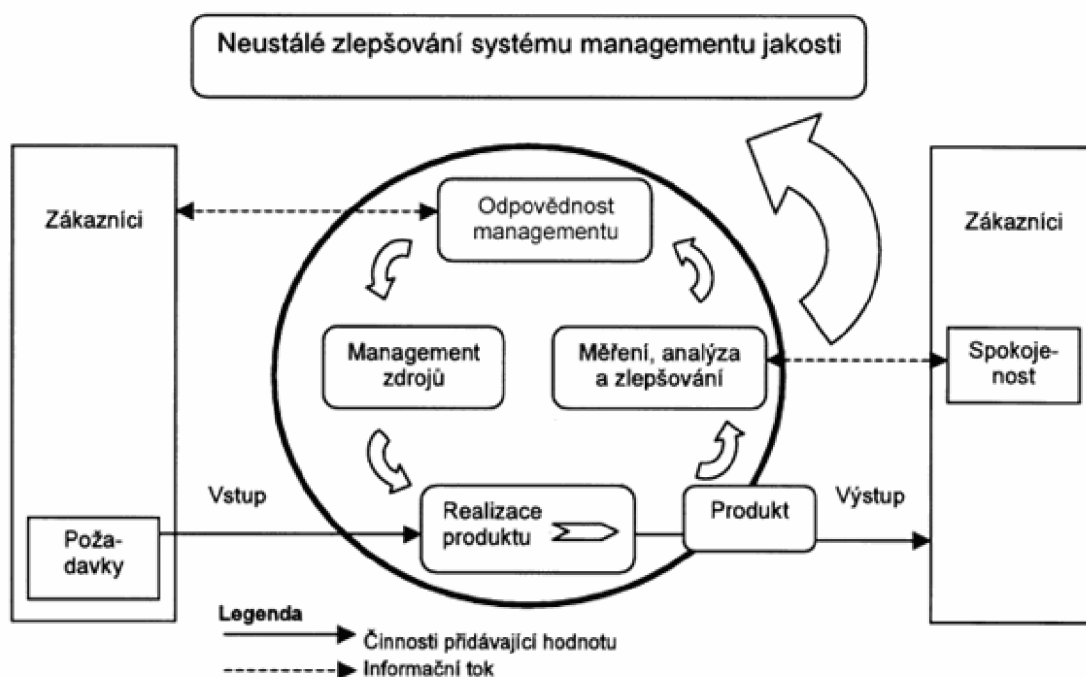 Neustálé zlepšování systému managementu jakosti
Zákazníci
Odpovědnost
managementu
Zákazníci
Management
zdrojů
Měření, analýza
a zlepšování
Spokoje-
nost
Vstup
Realizace
produktu
Produkt
Výstup
Poža-
davky
Legenda
Činnosti přidávající hodnotu
Informační tok